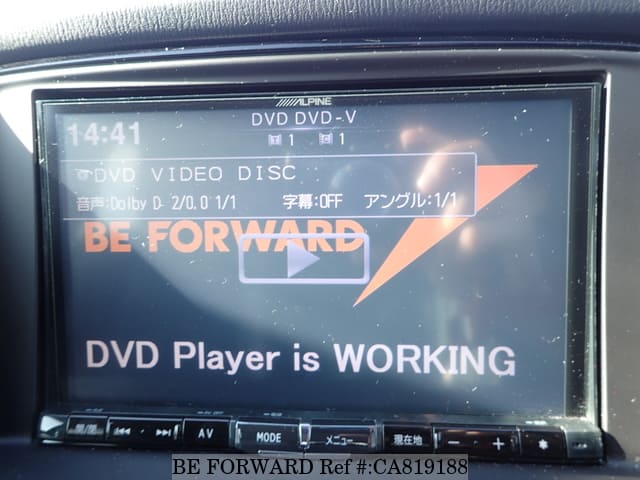 ALPINE
14:41
DVD DVD-V
T 1 C 1
DVD VIDEO DISC
音声:Dolby D 2/0.0 1/1 字幕:OFF アングル:1/1
BE FORWARD
DVD Player is WORKING
AV MODE メニュー 現在地 - +
BE FORWARD Ref #:CA819188